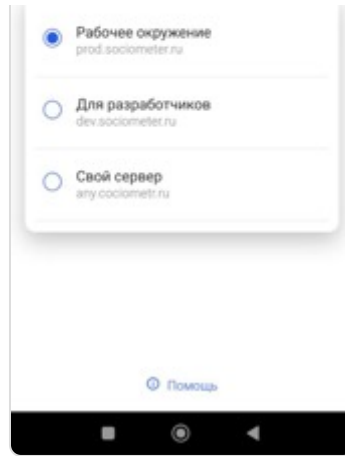 Рабочее окружение
prod.sociometer.ru
Для разработчиков
dev.sociometer.ru
Свой сервер
any.cociometr.ru
Помощь